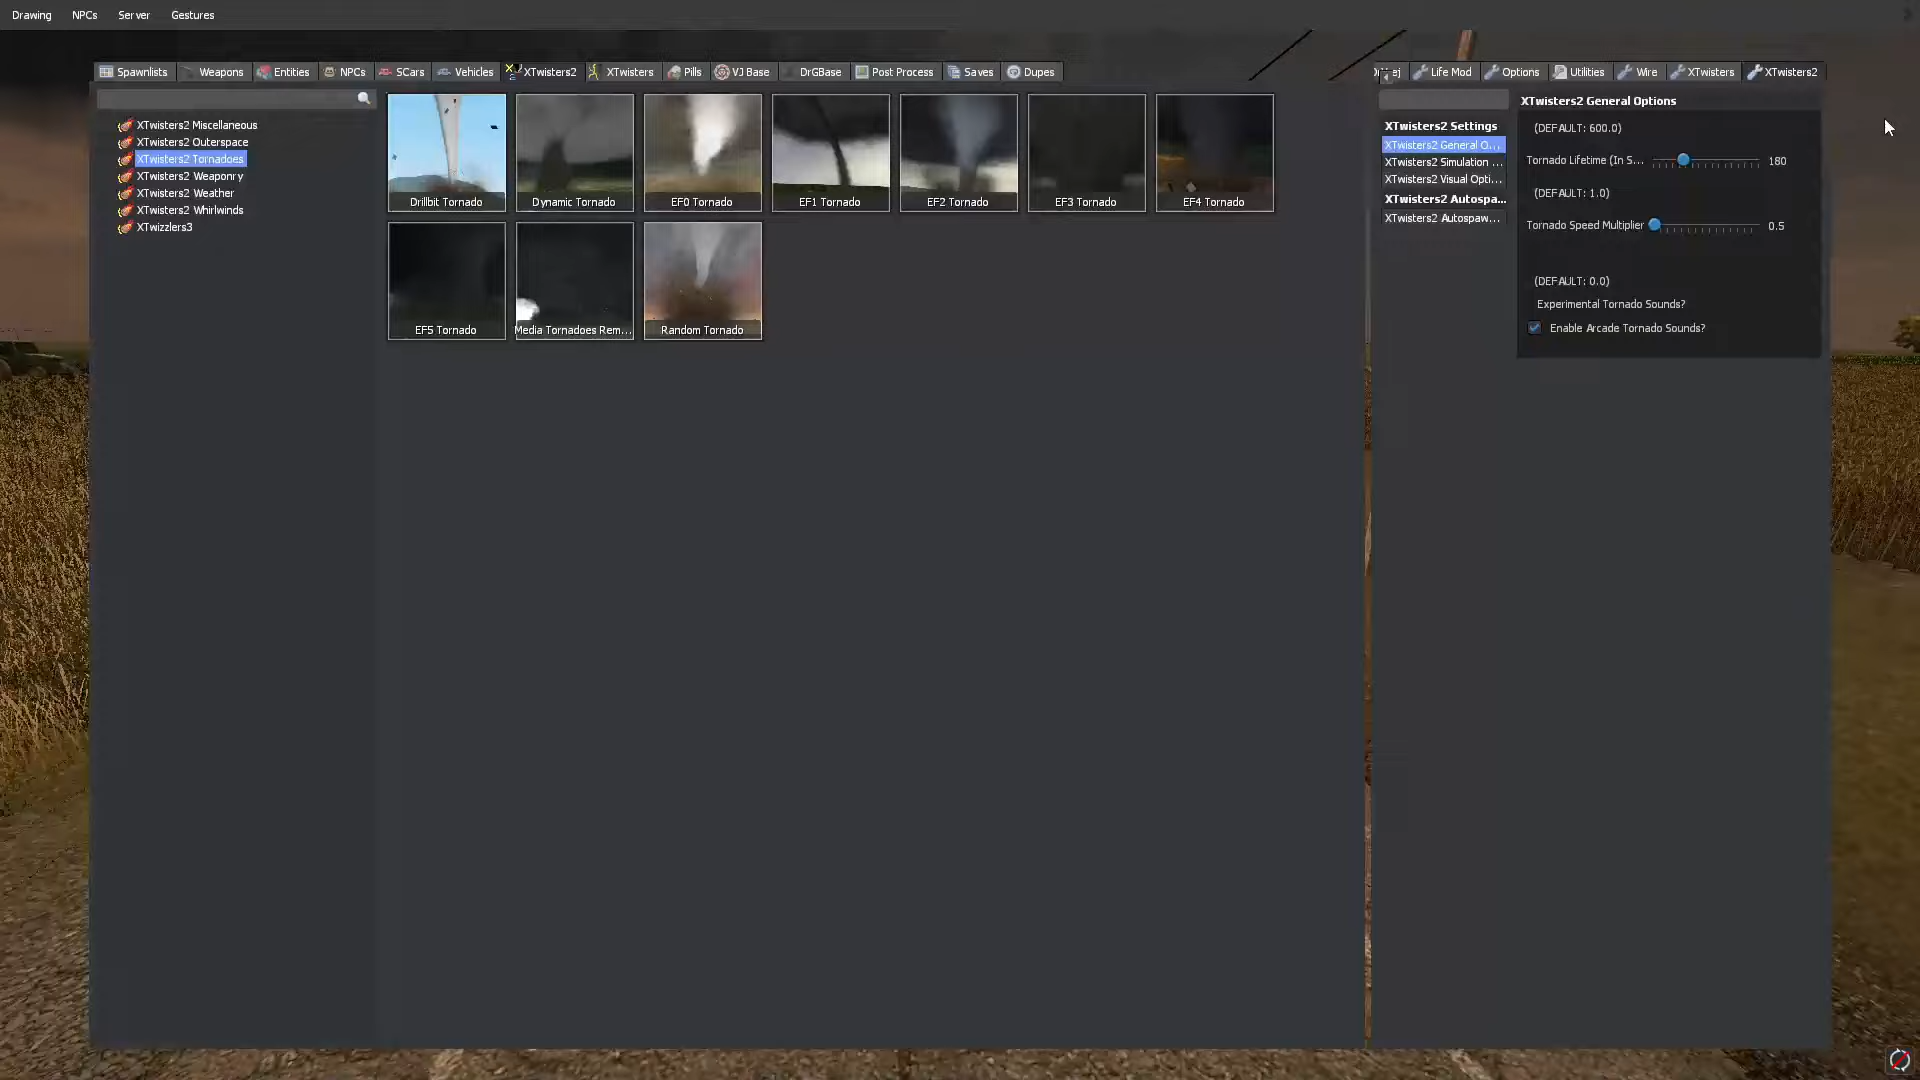 Drawing NPCs Server Gestures
Spawnlists Weapons Entities NPCs SCars Vehicles XTwisters2 XTwisters Pills VJ Base DrGBase Post Process Saves Dupes
Life Mod Options Utilities Wire XTwisters XTwisters2
XTwisters2 Miscellaneous
XTwisters2 Outerspace
XTwisters2 Tornadoes
XTwisters2 Weaponry
XTwisters2 Weather
XTwisters2 Whirlwinds
XTwizzlers3
Drillbit Tornado
Dynamic Tornado
EF0 Tornado
EF1 Tornado
EF2 Tornado
EF3 Tornado
EF4 Tornado
EF5 Tornado
Media Tornadoes Rem...
Random Tornado
XTwisters2 Settings
XTwisters2 General O...
XTwisters2 Simulation ...
XTwisters2 Visual Opti...
XTwisters2 Autospa...
XTwisters2 Autospaw...
XTwisters2 General Options
(DEFAULT: 600.0)
Tornado Lifetime (In S... 180
(DEFAULT: 1.0)
Tornado Speed Multiplier 0.5
(DEFAULT: 0.0)
Experimental Tornado Sounds?
Enable Arcade Tornado Sounds?